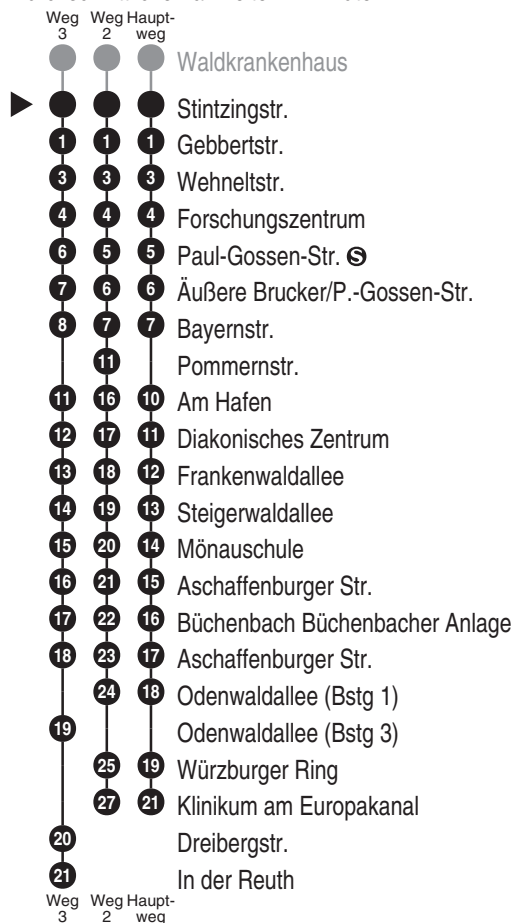 Weg Weg Haupt-
3 2 weg
Waldkrankenhaus
Stintzingstr.
1 1 1 Gebbertstr.
3 3 3 Wehneltstr.
4 4 4 Forschungszentrum
6 5 5 Paul-Gossen-Str. S
7 6 6 Äußere Brucker/P.-Gossen-Str.
8 7 7 Bayernstr.
11 Pommernstr.
11 16 10 Am Hafen
12 17 11 Diakonisches Zentrum
13 18 12 Frankenwaldallee
14 19 13 Steigerwaldallee
15 20 14 Mönauschule
16 21 15 Aschaffenburger Str.
17 22 16 Büchenbach Büchenbacher Anlage
18 23 17 Aschaffenburger Str.
24 18 Odenwaldallee (Bstg 1)
19 Odenwaldallee (Bstg 3)
25 19 Würzburger Ring
27 21 Klinikum am Europakanal
20 Dreibergstr.
21 In der Reuth
Weg Weg Haupt-
3 2 weg